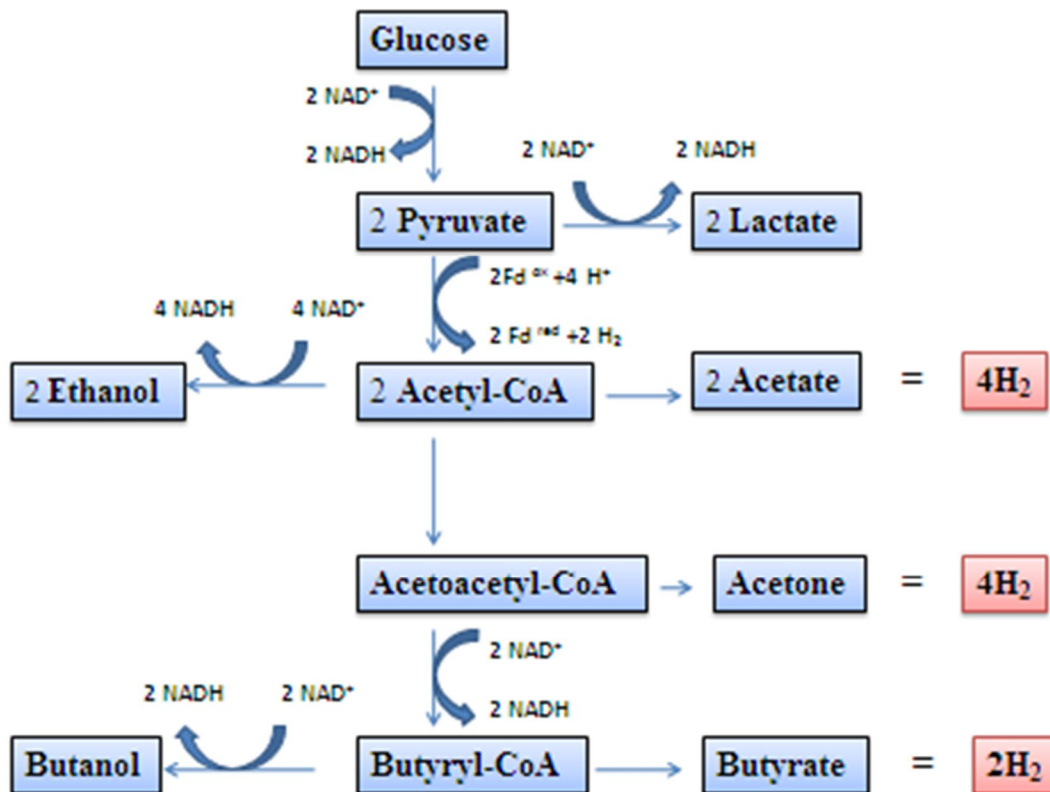 Glucose
2 NAD⁺
2 NADH
2 NAD⁺ 2 NADH
2 Pyruvate
2 Lactate
2Fd ᵒˣ +4 H⁺
4 NADH 4 NAD⁺
2 Fd ʳᵉᵈ +2 H₂
2 Ethanol
2 Acetyl-CoA
2 Acetate
=
4H₂
Acetoacetyl-CoA
Acetone
=
4H₂
2 NAD⁺
2 NADH 2 NAD⁺
2 NADH
Butanol
Butyryl-CoA
Butyrate
=
2H₂